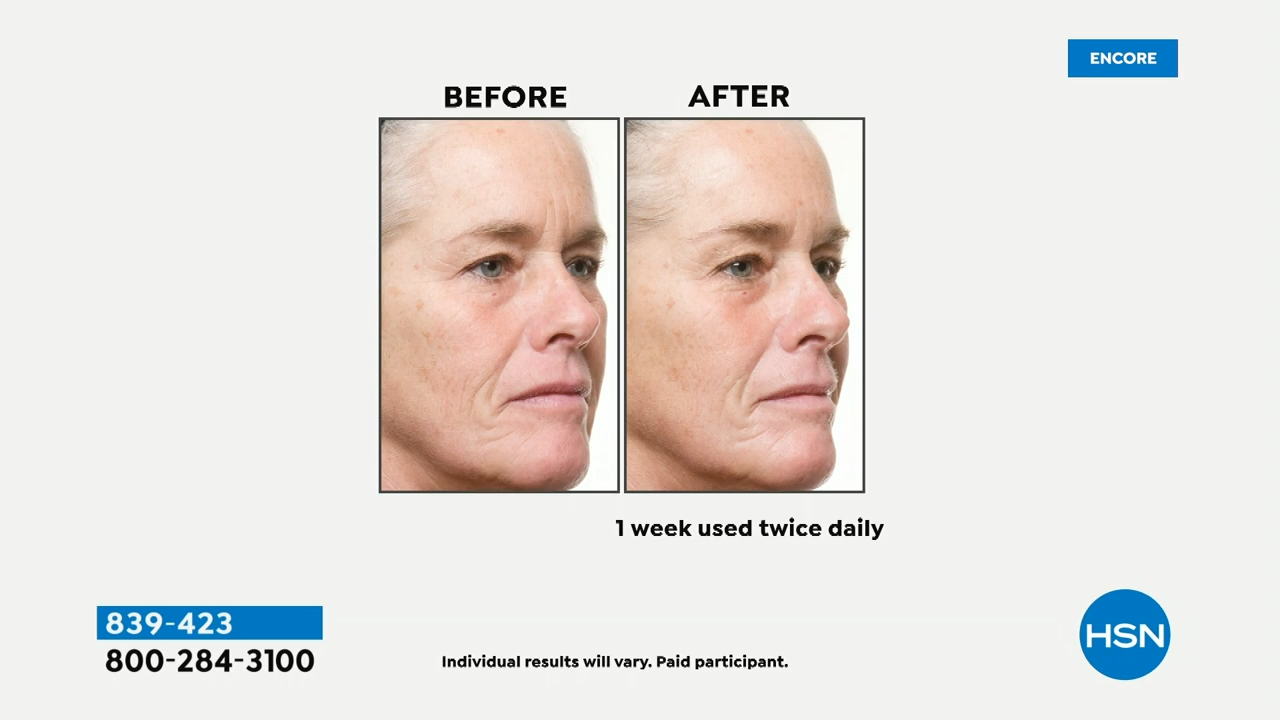 ENCORE
BEFORE
AFTER
1 week used twice daily
839-423
800-284-3100
Individual results will vary. Paid participant.
HSN